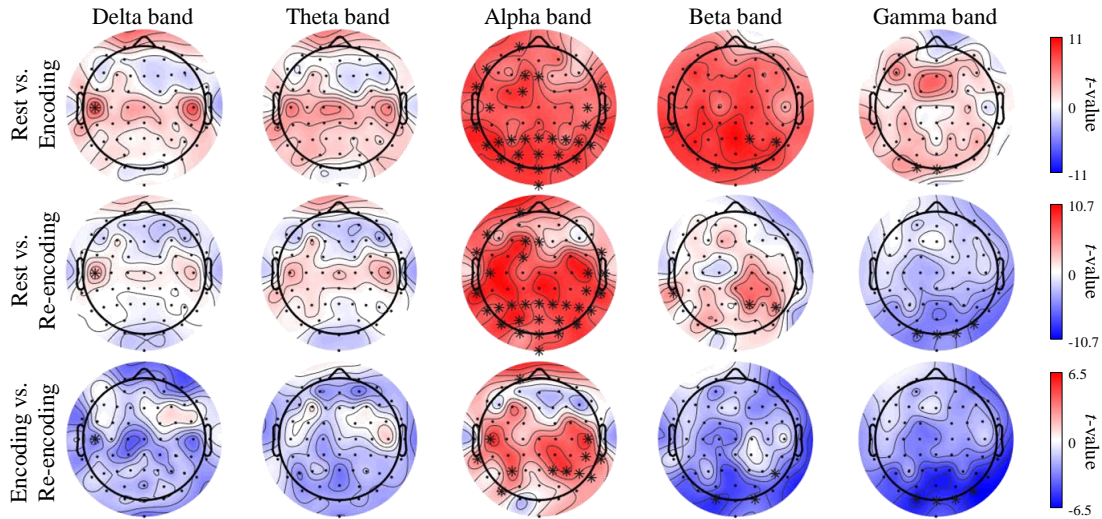 Delta band Theta band Alpha band Beta band Gamma band
Rest vs.
Encoding
11
0
-11
t-value
Rest vs.
Re-encoding
10.7
0
-10.7
t-value
Encoding vs.
Re-encoding
6.5
0
-6.5
t-value